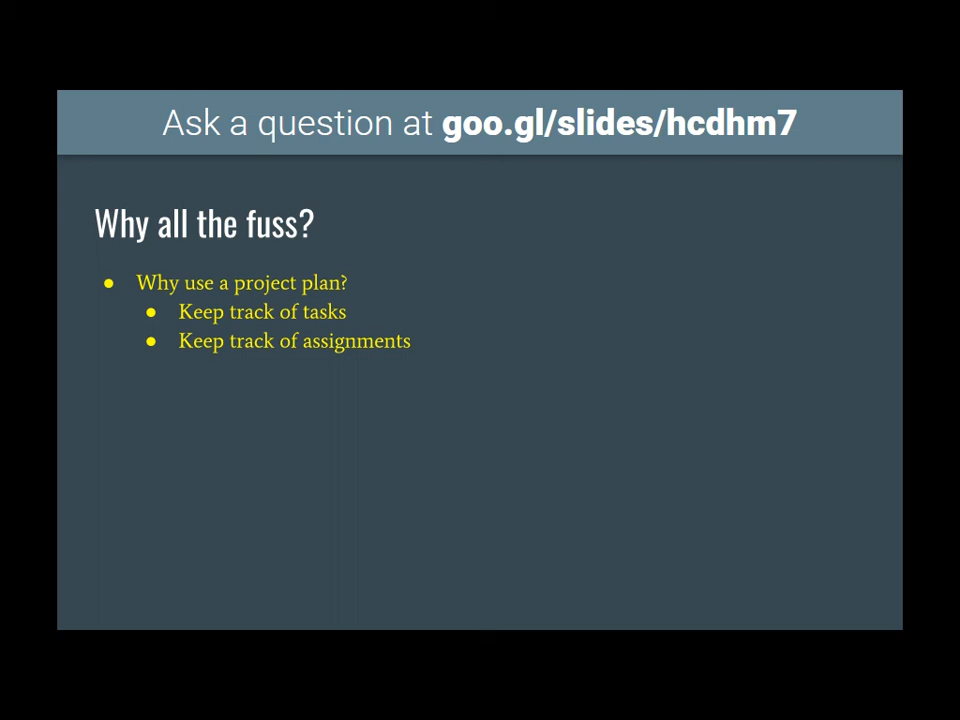 Ask a question at goo.gl/slides/hcdhm7
Why all the fuss?
● Why use a project plan?
● Keep track of tasks
● Keep track of assignments